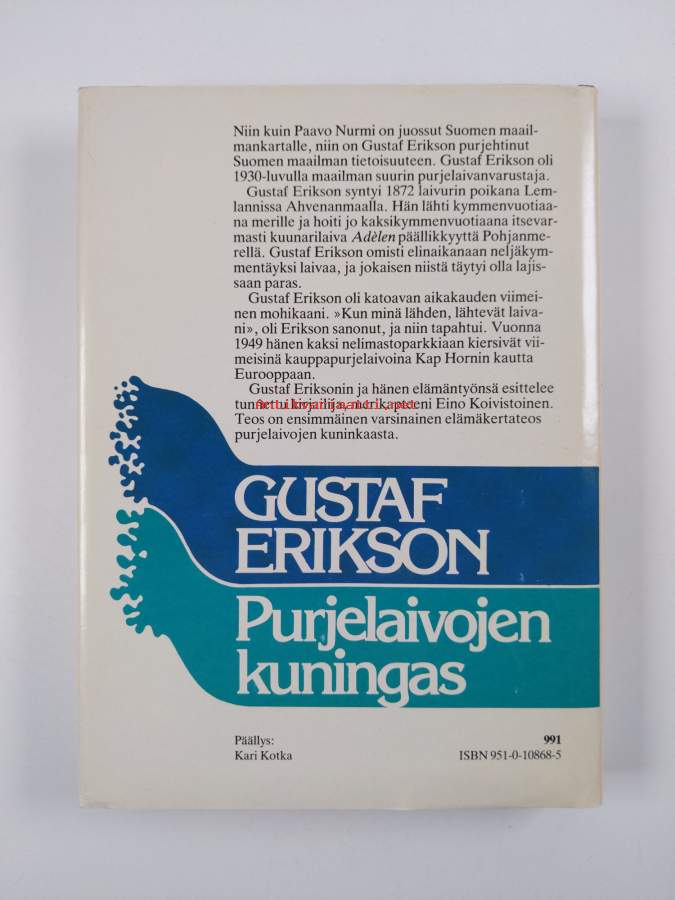 Niin kuin Paavo Nurmi on juossut Suomen maail-
mankartalle, niin on Gustaf Erikson purjehtinut
Suomen maailman tietoisuuteen. Gustaf Erikson oli
1930-luvulla maailman suurin purjelaivanvarustaja.
Gustaf Erikson syntyi 1872 laivurin poikana Lem-
lannissa Ahvenanmaalla. Hän lähti kymmenvuotiaa-
na merille ja hoiti jo kaksikymmenvuotiaana itsevar-
masti kuunarilaiva Adèlen päällikkyyttä Pohjanme-
rellä. Gustaf Erikson omisti elinaikanaan neljäkym-
mentäyksi laivaa, ja jokaisen niistä täytyi olla lajis-
saan paras.
Gustaf Erikson oli katoavan aikakauden viimei-
nen mohikaani. »Kun minä lähden, lähtevät laiva-
ni», oli Erikson sanonut, ja niin tapahtui. Vuonna
1949 hänen kaksi nelimastoparkkiaan kiersivät vii-
meisinä kauppapurjelaivoina Kap Hornin kautta
Eurooppaan.
Gustaf Eriksonin ja hänen elämäntyönsä esittelee
tunnettu kirjailija, merikapteeni Eino Koivistoinen.
Teos on ensimmäinen varsinainen elämäkertateos
purjelaivojen kuninkaasta.
GUSTAF
ERIKSON
Purjelaivojen
kuningas
Päällys:
Kari Kotka
991
ISBN 951-0-10868-5